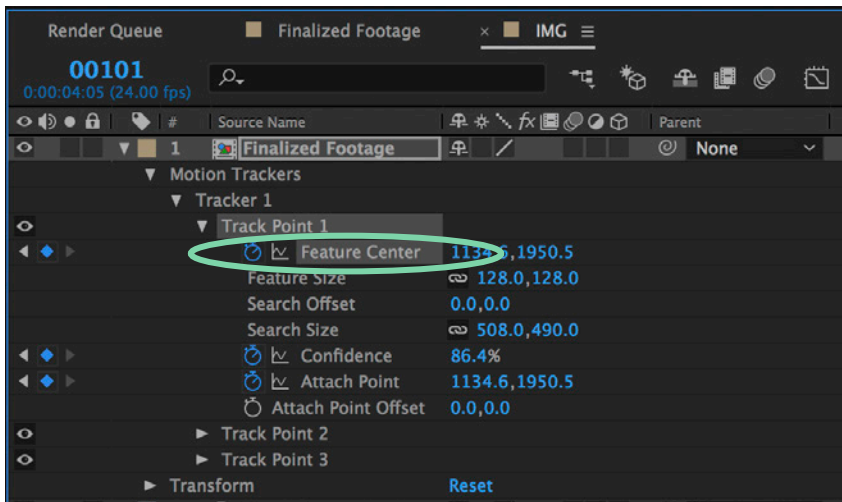 Render Queue Finalized Footage × IMG
00101
0:00:04:05 (24.00 fps)
# Source Name fx Parent
1 Finalized Footage None
Motion Trackers
Tracker 1
Track Point 1
Feature Center 1134.6,1950.5
Feature Size 128.0,128.0
Search Offset 0.0,0.0
Search Size 508.0,490.0
Confidence 86.4%
Attach Point 1134.6,1950.5
Attach Point Offset 0.0,0.0
Track Point 2
Track Point 3
Transform Reset